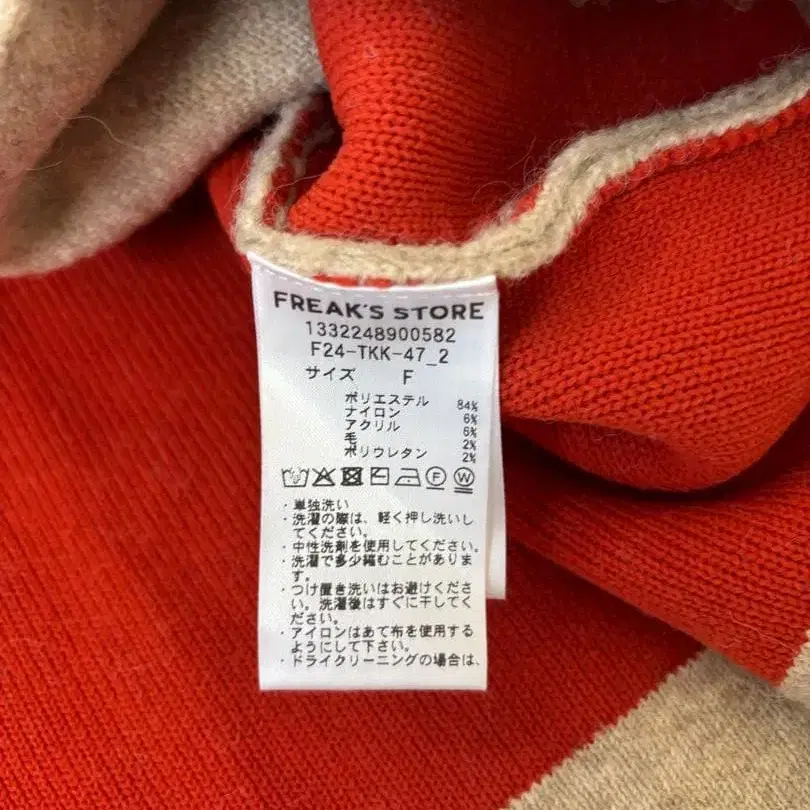 FREAK'S STORE
1332248900582
F24-TKK-47_2
サイズ F
ポリエステル 84%
ナイロン 6%
アクリル 6%
毛 2%
ポリウレタン 2%
F W
・単独洗い
・洗濯の際は、軽く押し洗いし
てください。
・中性洗剤を使用してください。
・洗濯で多少縮むことがありま
す。
・つけ置き洗いはお避けくださ
い。洗濯後はすぐに干してく
ださい。
・アイロンはあて布を使用する
ようにして下さい。
・ドライクリーニングの場合は、